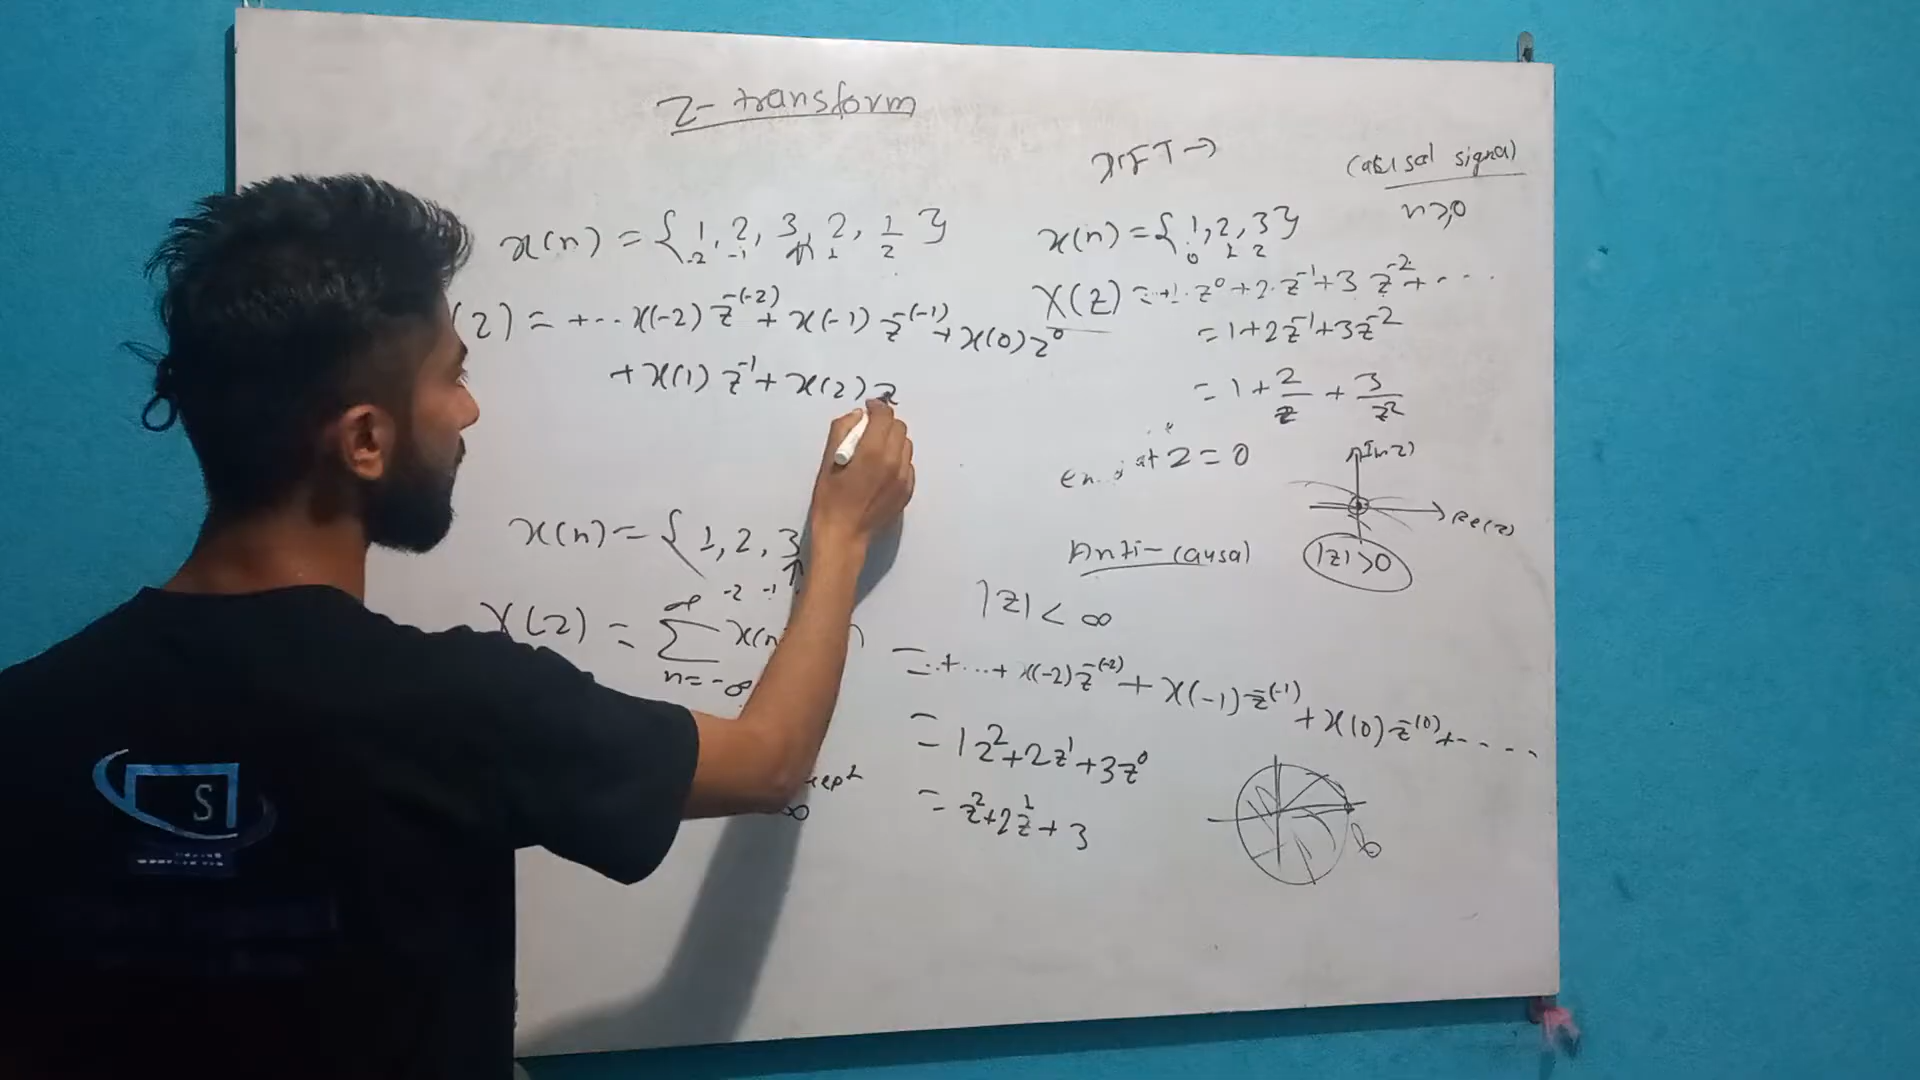 Z-transform
x(n) = { 1, 2, 3, 2, 1/2 }
-2 -1 ↑ 1 2
(z) = +.. x(-2) z^-(-2) + x(-1) z^-(-1) + x(0) z^0
+ x(1) z^-1 + x(2) z
x(n) = { 1, 2, 3
-2 -1 ↑
X(z) = ∑ x(n
∞
n=-∞
∞
FT →
Causal signal
n ≥ 0
x(n) = { 1, 2, 3 }
0 1 2
X(z) = ..+1. z^0 + 2. z^-1 + 3 z^-2 + - - - -
= 1+2z^-1+3z^-2
= 1 + 2/z + 3/z^2
at z = 0
Im(z)
Re(z)
|z| > 0
Anti-causal
|z| < ∞
= ..+...+ x(-2) z^-(-2) + x(-1) z^-(-1)
+ x(0) z^-(0) + - - - -
= 1z^2+2z^1+3z^0
= z^2+2z^1+3
b
S